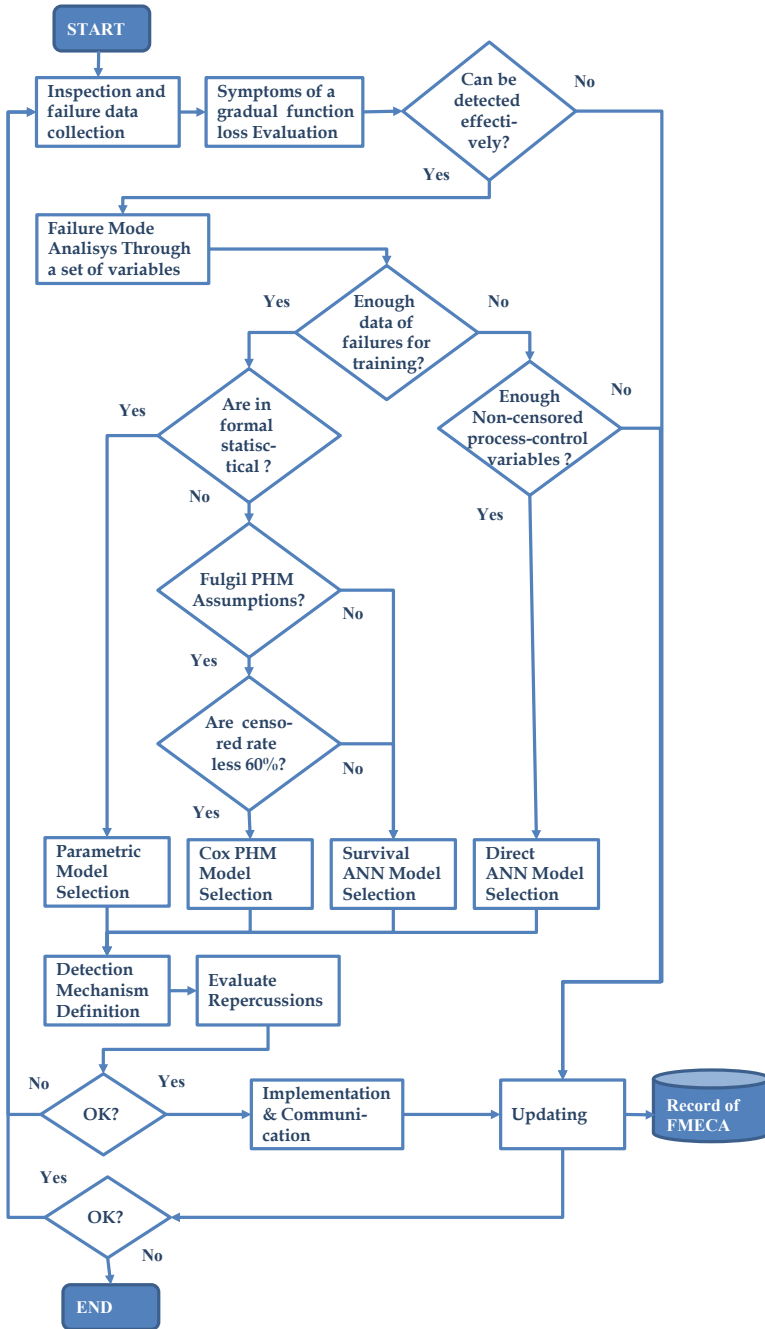 START
Inspection and
failure data
collection
Symptoms of a
gradual function
loss Evaluation
Can be
detected
effecti-
vely?
No
Yes
Failure Mode
Analisys Through
a set of variables
Yes
Enough
data of
failures for
training?
No
Yes
Are in
formal
statisc-
tical ?
Enough
Non-censored
process-control
variables ?
No
No
Yes
Fulgil PHM
Assumptions?
No
Yes
Are censo-
red rate
less 60%?
No
Yes
Parametric
Model
Selection
Cox PHM
Model
Selection
Survival
ANN Model
Selection
Direct
ANN Model
Selection
Detection
Mechanism
Definition
Evaluate
Repercussions
No
OK?
Yes
Implementation
& Communi-
cation
Updating
Record of
FMECA
Yes
OK?
No
END